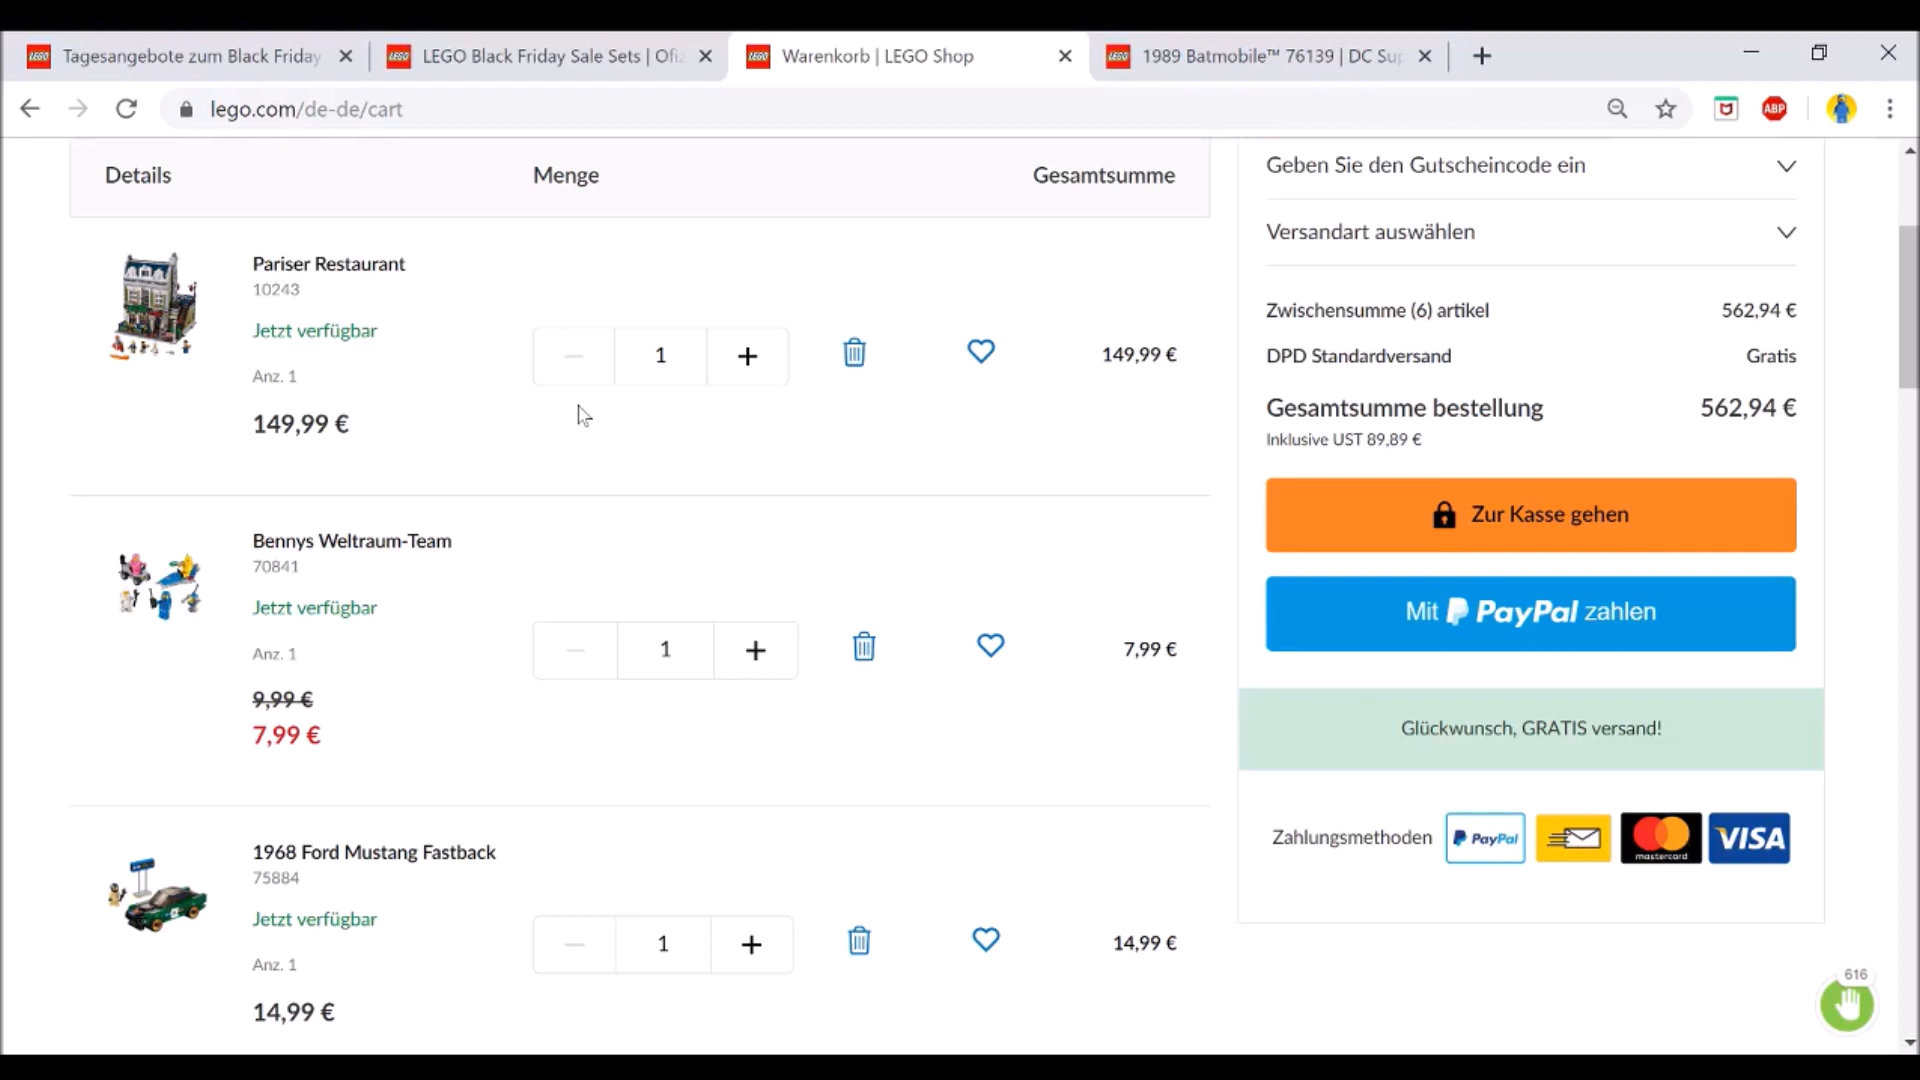 Tagesangebote zum Black Friday
LEGO Black Friday Sale Sets | Ofi
Warenkorb | LEGO Shop
1989 Batmobile™ 76139 | DC Sup
lego.com/de-de/cart
ABP
Details
Menge
Gesamtsumme
Pariser Restaurant
10243
Jetzt verfügbar
Anz. 1
149,99 €
1
149,99 €
Bennys Weltraum-Team
70841
Jetzt verfügbar
Anz. 1
9,99 €
7,99 €
1
7,99 €
1968 Ford Mustang Fastback
75884
Jetzt verfügbar
Anz. 1
14,99 €
1
14,99 €
Geben Sie den Gutscheincode ein
Versandart auswählen
Zwischensumme (6) artikel 562,94 €
DPD Standardversand Gratis
Gesamtsumme bestellung 562,94 €
Inklusive UST 89,89 €
Zur Kasse gehen
Mit PayPal zahlen
Glückwunsch, GRATIS versand!
Zahlungsmethoden PayPal mastercard VISA
616